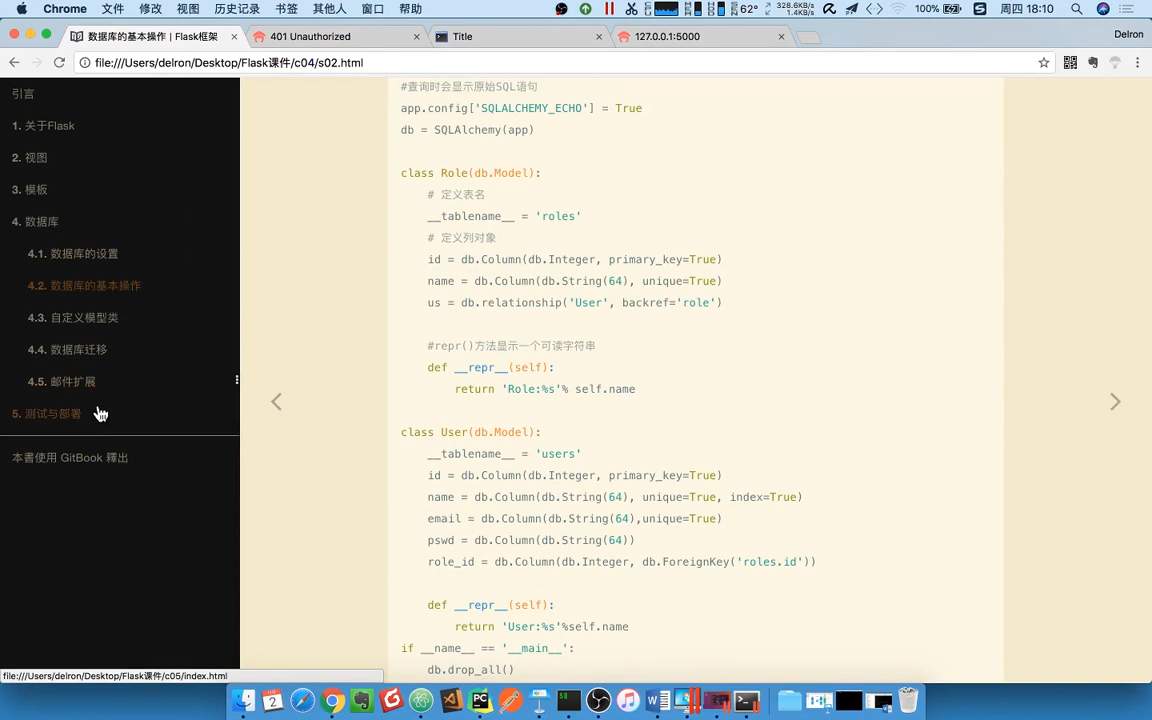 Chrome 文件 修改 视图 历史记录 书签 其他人 窗口 帮助 62° 328.6KB/s 1.4KB/s 100% 周四 18:10
数据库的基本操作 | Flask框架 401 Unauthorized Title 127.0.0.1:5000 Delron
file:///Users/delron/Desktop/Flask课件/c04/s02.html
引言
1. 关于Flask
2. 视图
3. 模板
4. 数据库
4.1. 数据库的设置
4.2. 数据库的基本操作
4.3. 自定义模型类
4.4. 数据库迁移
4.5. 邮件扩展
5. 测试与部署
本書使用 GitBook 釋出
#查询时会显示原始SQL语句
app.config['SQLALCHEMY_ECHO'] = True
db = SQLAlchemy(app)
class Role(db.Model):
# 定义表名
__tablename__ = 'roles'
# 定义列对象
id = db.Column(db.Integer, primary_key=True)
name = db.Column(db.String(64), unique=True)
us = db.relationship('User', backref='role')
#repr()方法显示一个可读字符串
def __repr__(self):
return 'Role:%s'% self.name
class User(db.Model):
__tablename__ = 'users'
id = db.Column(db.Integer, primary_key=True)
name = db.Column(db.String(64), unique=True, index=True)
email = db.Column(db.String(64),unique=True)
pswd = db.Column(db.String(64))
role_id = db.Column(db.Integer, db.ForeignKey('roles.id'))
def __repr__(self):
return 'User:%s'%self.name
if __name__ == '__main__':
db.drop_all()
file:///Users/delron/Desktop/Flask课件/c05/index.html